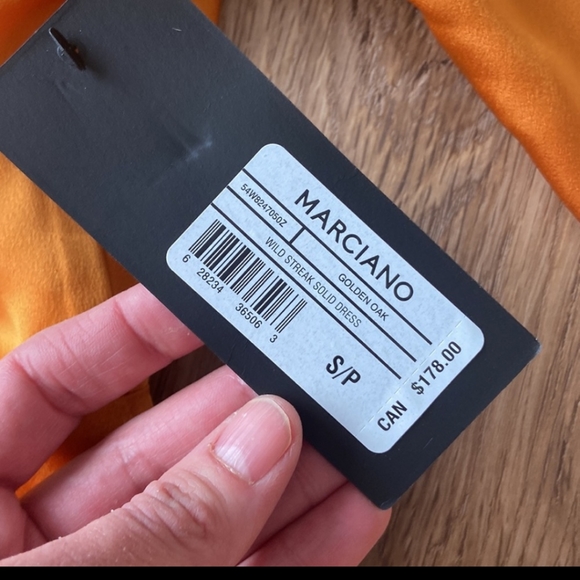 MARCIANO
54W8247050Z
GOLDEN OAK
WILD STREAK SOLID DRESS
6 28234 36506 3
S/P
CAN $178.00